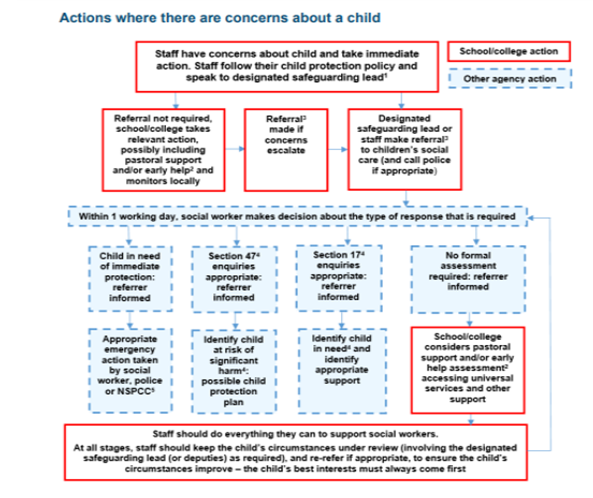 Actions where there are concerns about a child
Staff have concerns about child and take immediate
action. Staff follow their child protection policy and
speak to designated safeguarding lead¹
School/college action
Other agency action
Referral not required,
school/college takes
relevant action,
possibly including
pastoral support
and/or early help² and
monitors locally
Referral³
made if
concerns
escalate
Designated
safeguarding lead or
staff make referral³
to children's social
care (and call police
if appropriate)
Within 1 working day, social worker makes decision about the type of response that is required
Child in need
of immediate
protection:
referrer
informed
Section 47⁴
enquiries
appropriate:
referrer
informed
Section 17⁴
enquiries
appropriate:
referrer
informed
No formal
assessment
required: referrer
informed
Appropriate
emergency
action taken
by social
worker, police
or NSPCC⁵
Identify child
at risk of
significant
harm⁴:
possible child
protection
plan
Identify child
in need⁴ and
identify
appropriate
support
School/college
considers pastoral
support and/or early
help assessment²
accessing universal
services and other
support
Staff should do everything they can to support social workers.
At all stages, staff should keep the child's circumstances under review (involving the designated
safeguarding lead (or deputies) as required), and re-refer if appropriate, to ensure the child's
circumstances improve – the child's best interests must always come first